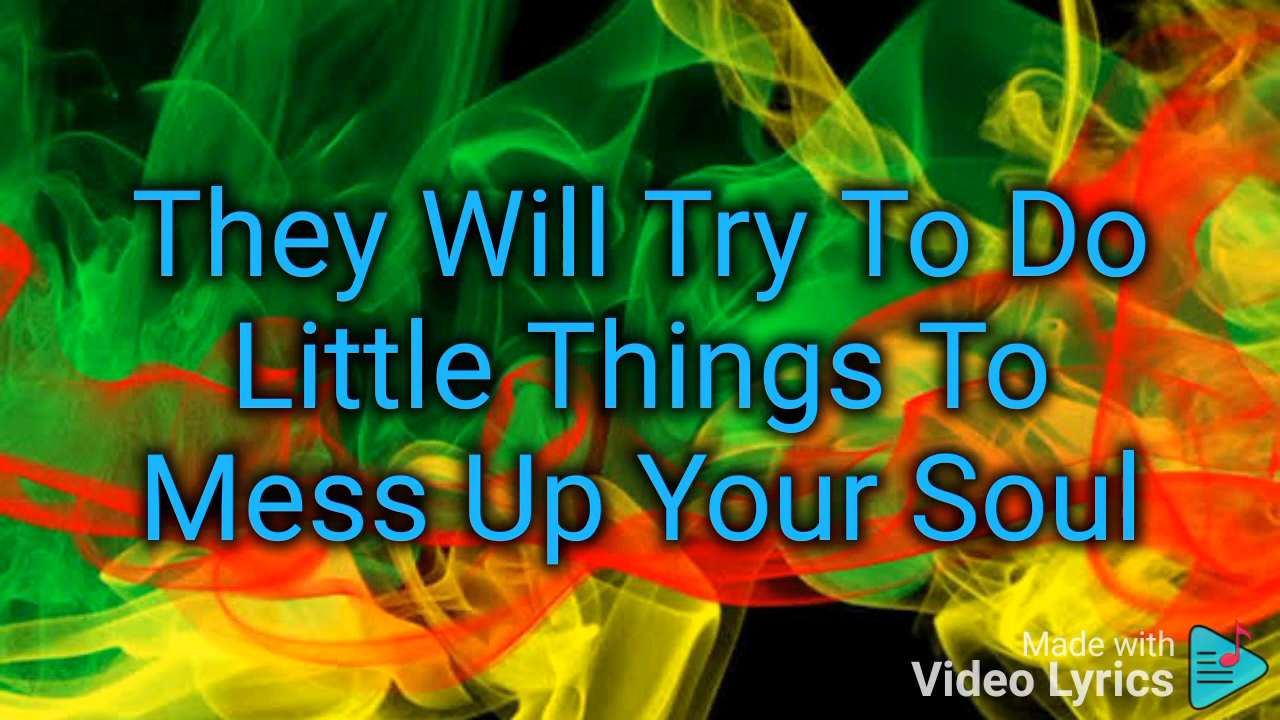 They Will Try To Do
Little Things To
Mess Up Your Soul
Made with
Video Lyrics